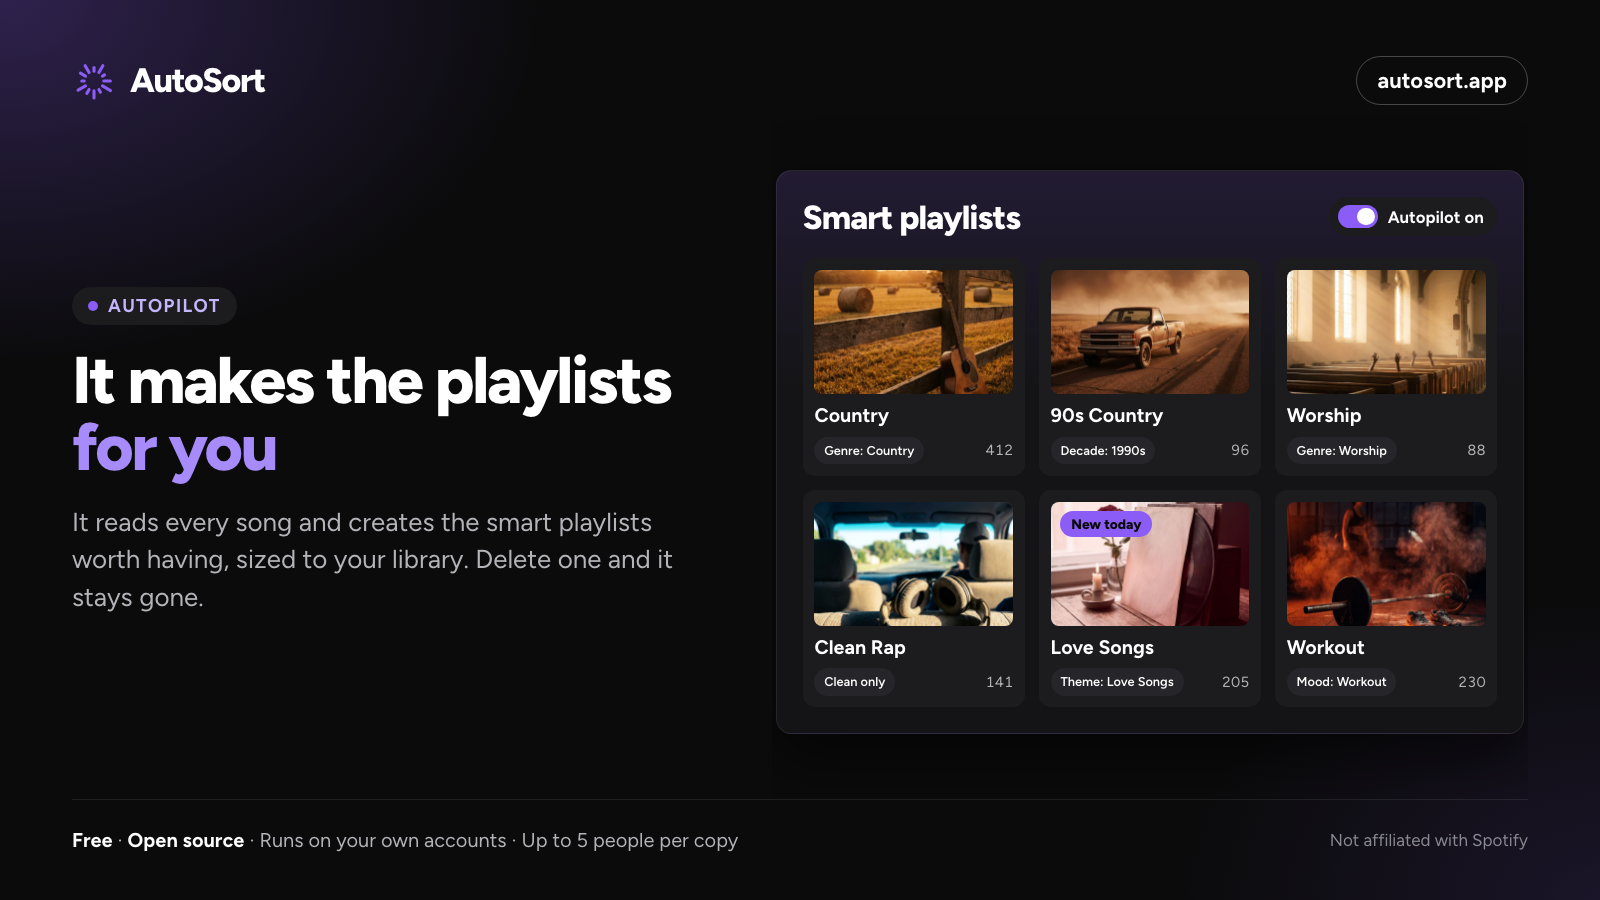 AutoSort
autosort.app
AUTOPILOT
It makes the playlists
for you
It reads every song and creates the smart playlists
worth having, sized to your library. Delete one and it
stays gone.
Smart playlists
Autopilot on
Country
Genre: Country 412
90s Country
Decade: 1990s 96
Worship
Genre: Worship 88
Clean Rap
Clean only 141
New today
Love Songs
Theme: Love Songs 205
Workout
Mood: Workout 230
Free · Open source · Runs on your own accounts · Up to 5 people per copy
Not affiliated with Spotify